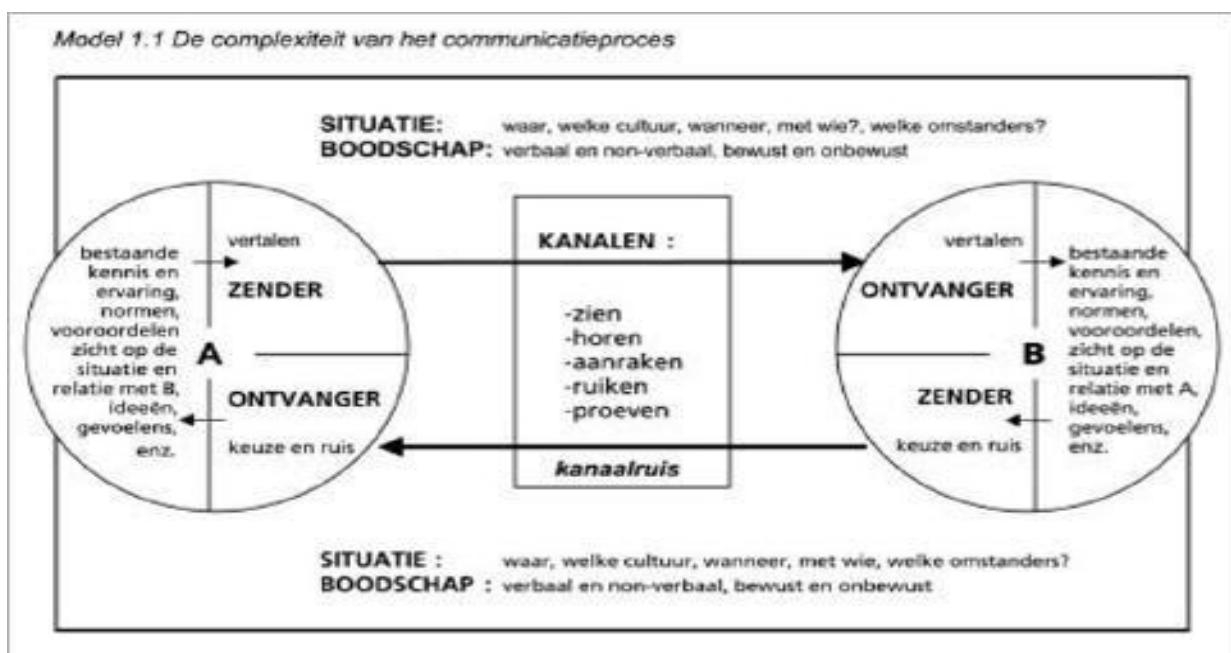 Model 1.1 De complexiteit van het communicatieproces
SITUATIE: waar, welke cultuur, wanneer, met wie?, welke omstanders?
BOODSCHAP: verbaal en non-verbaal, bewust en onbewust
bestaande
kennis en
ervaring,
normen,
vooroordelen
zicht op de
situatie en
relatie met B,
ideeën,
gevoelens,
enz.
A
vertalen
ZENDER
ONTVANGER
keuze en ruis
KANALEN :
-zien
-horen
-aanraken
-ruiken
-proeven
kanaalruis
vertalen
ONTVANGER
B
ZENDER
keuze en ruis
bestaande
kennis en
ervaring,
normen,
vooroordelen,
zicht op de
situatie en
relatie met A,
ideeën,
gevoelens,
enz.
SITUATIE : waar, welke cultuur, wanneer, met wie, welke omstanders?
BOODSCHAP : verbaal en non-verbaal, bewust en onbewust